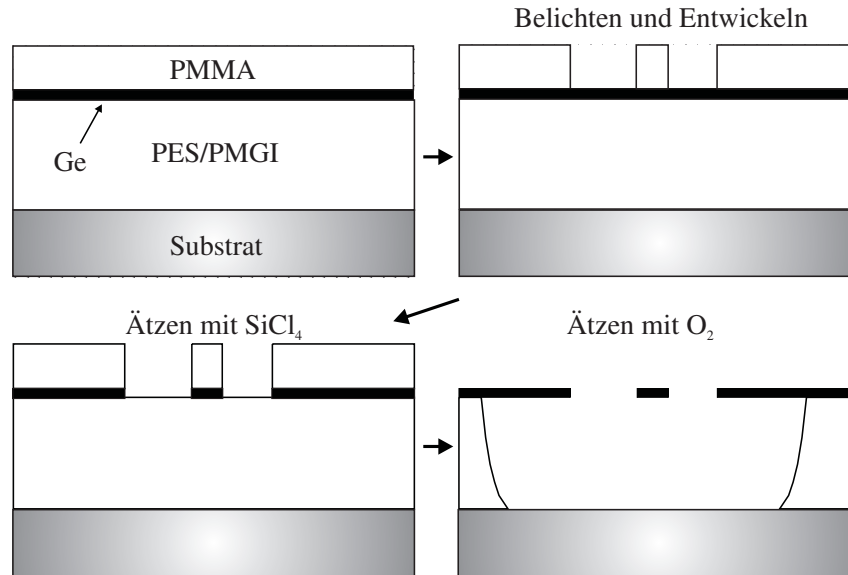 Belichten und Entwickeln
PMMA
Ge
PES/PMGI
Substrat
Ätzen mit SiCl₄
Ätzen mit O₂